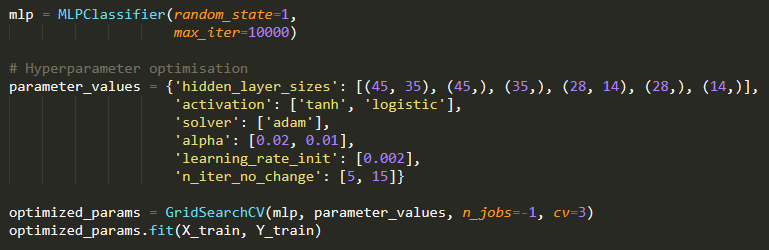 mlp = MLPClassifier(random_state=1,
                    max_iter=10000)

# Hyperparameter optimisation
parameter_values = {'hidden_layer_sizes': [(45, 35), (45,), (35,), (28, 14), (28,), (14,)],
                    'activation': ['tanh', 'logistic'],
                    'solver': ['adam'],
                    'alpha': [0.02, 0.01],
                    'learning_rate_init': [0.002],
                    'n_iter_no_change': [5, 15]}

optimized_params = GridSearchCV(mlp, parameter_values, n_jobs=-1, cv=3)
optimized_params.fit(X_train, Y_train)